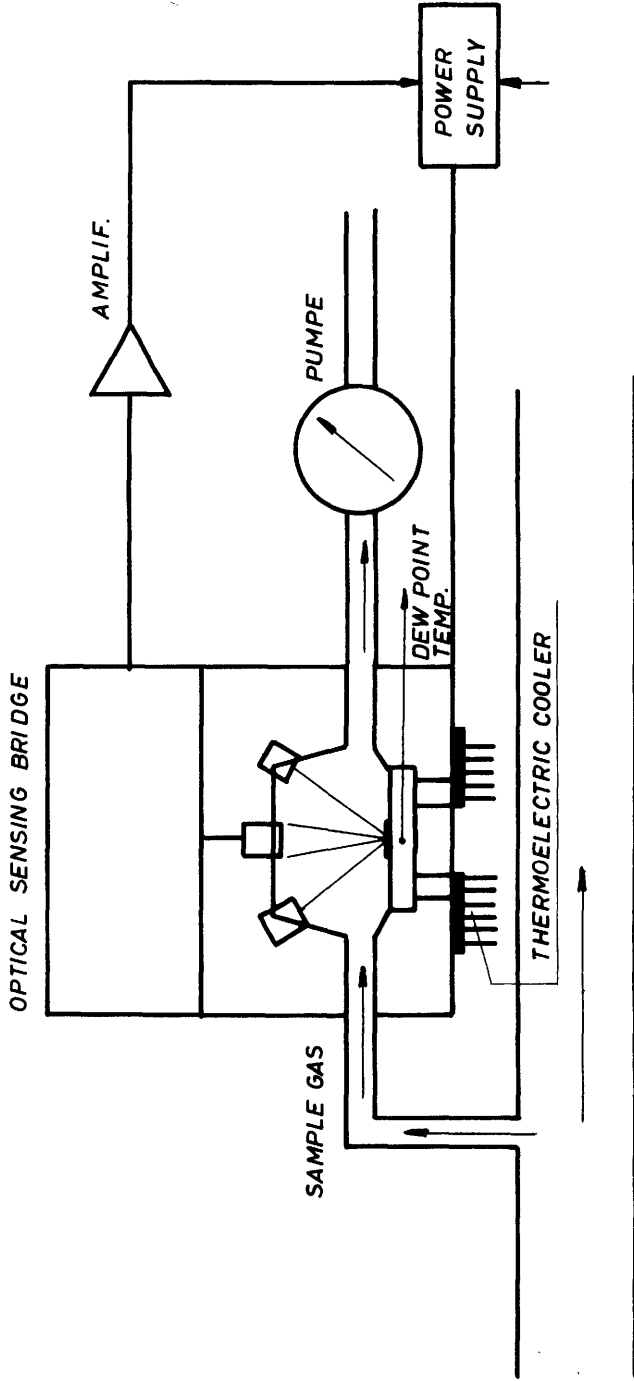 OPTICAL SENSING BRIDGE
AMPLIF.
POWER
SUPPLY
SAMPLE GAS
PUMPE
DEW POINT
TEMP.
THERMOELECTRIC COOLER